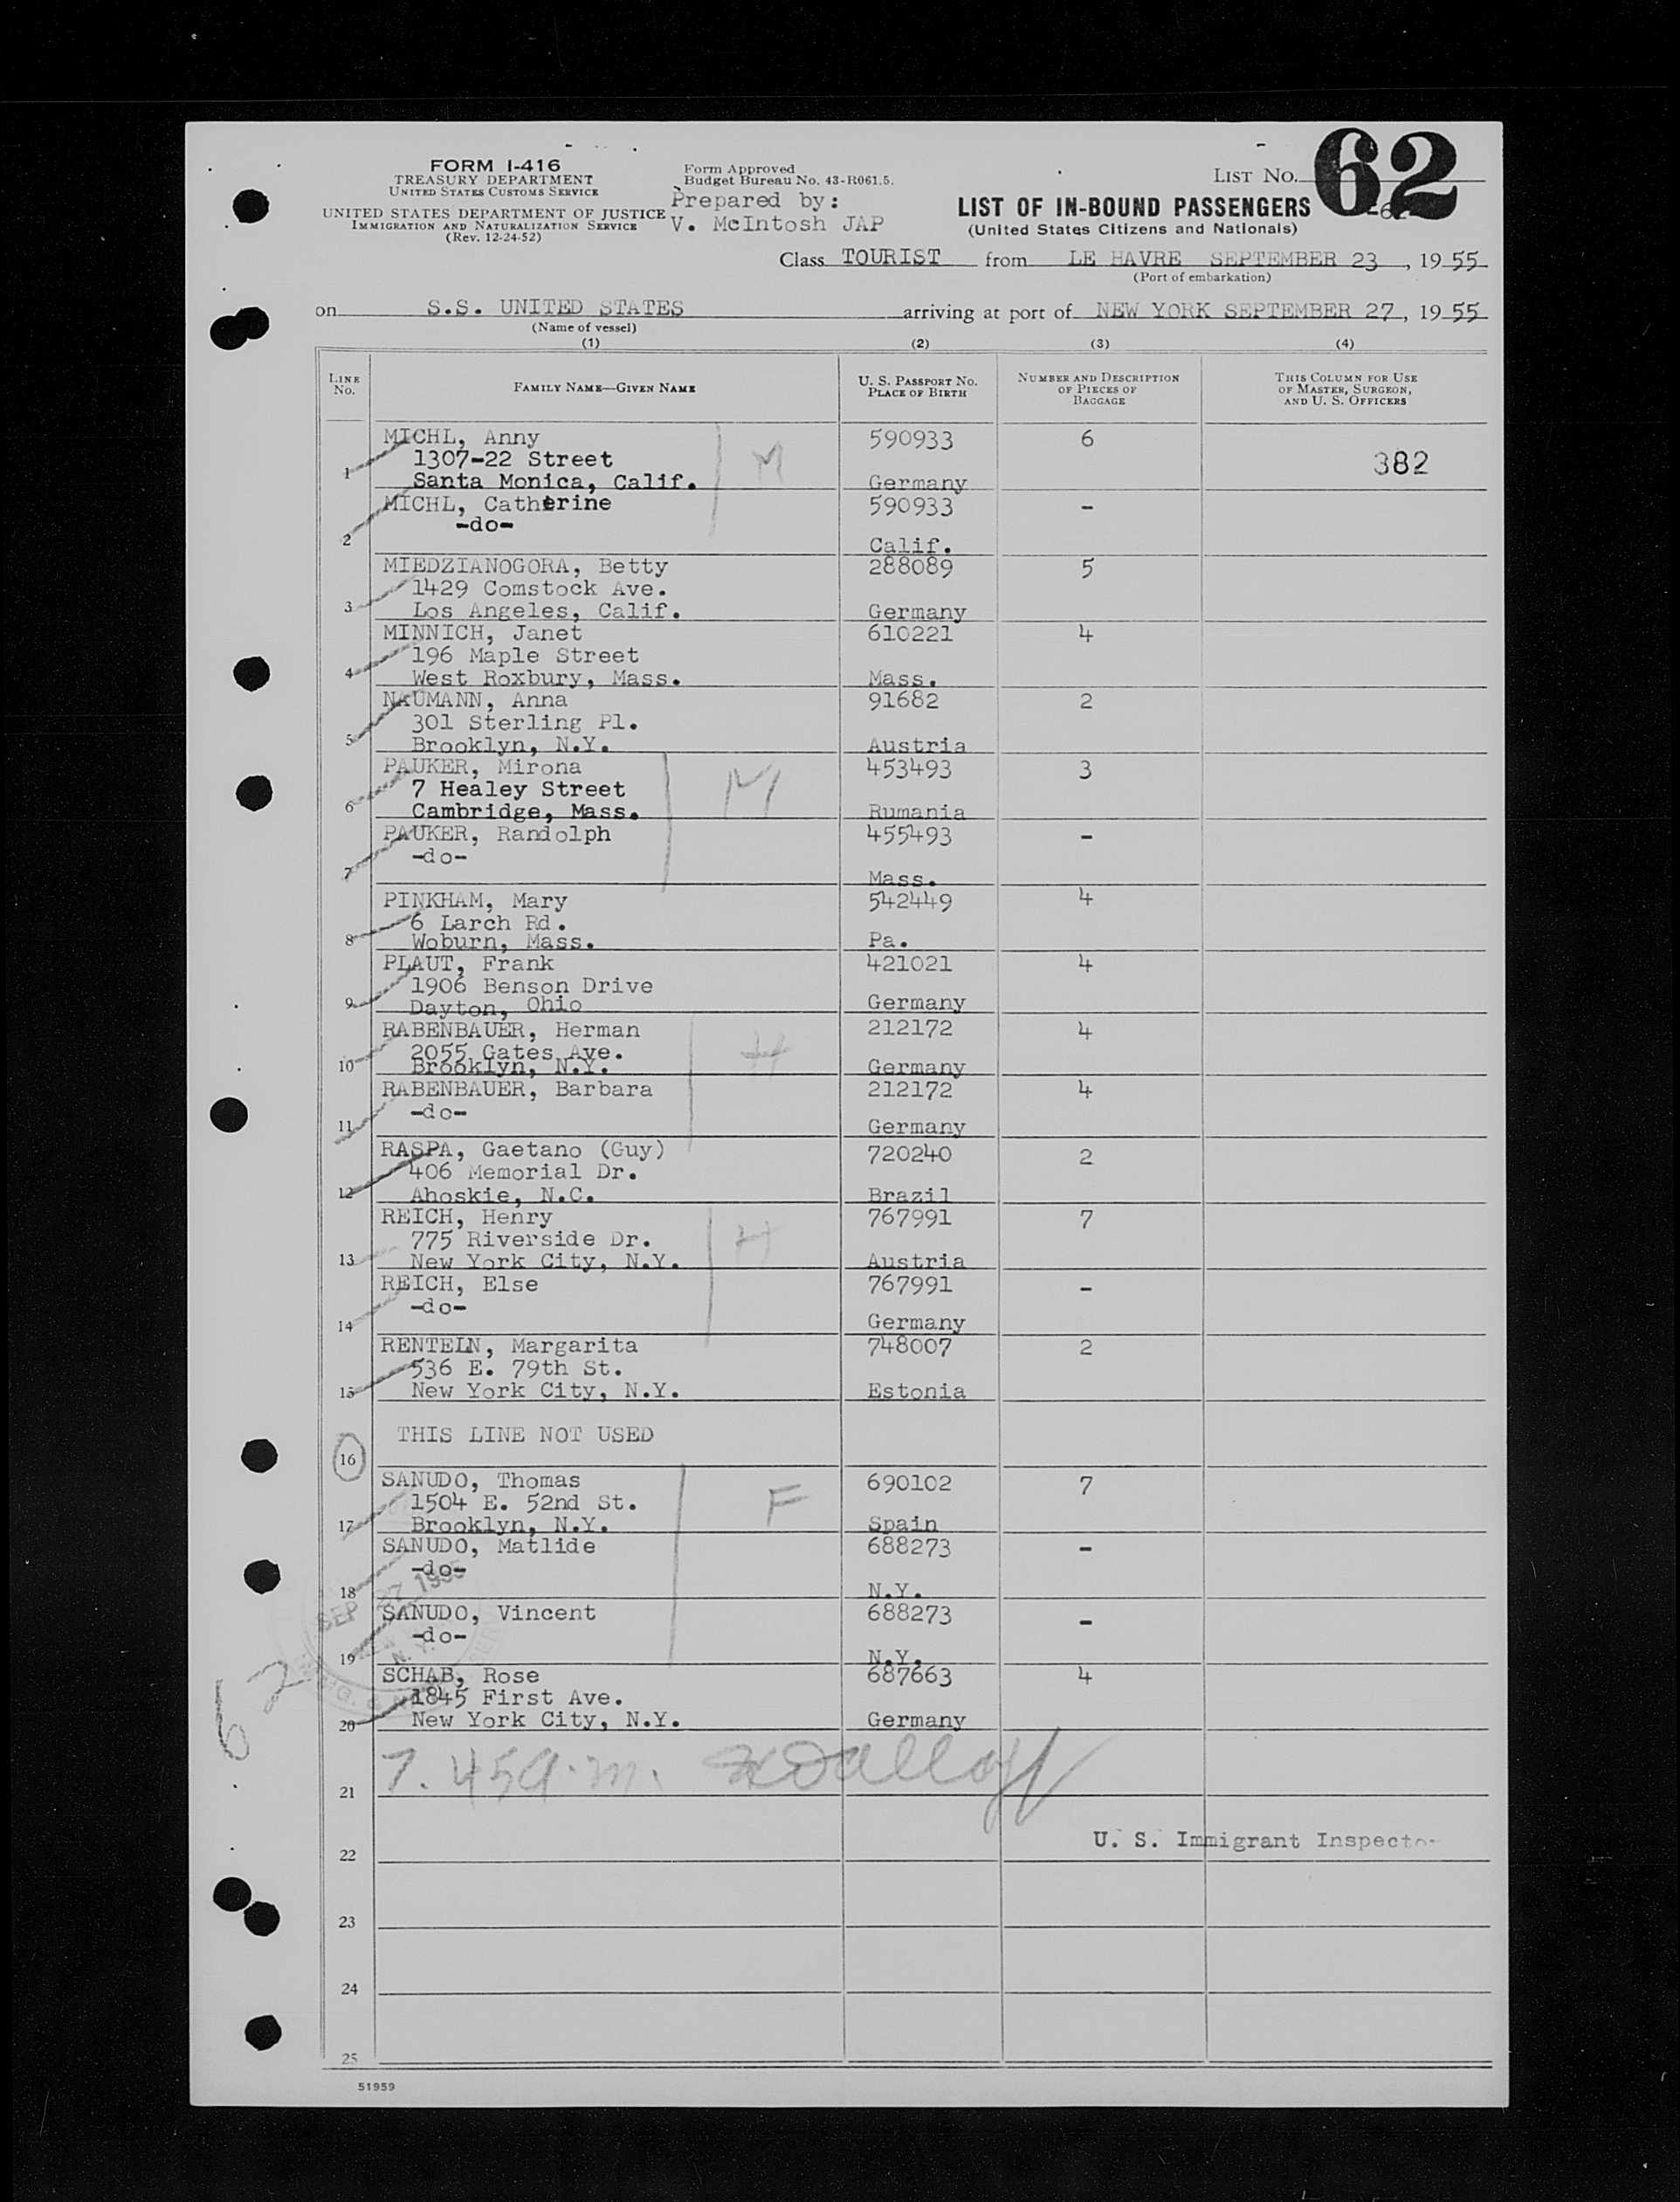 FORM I-416
TREASURY DEPARTMENT
UNITED STATES CUSTOMS SERVICE
UNITED STATES DEPARTMENT OF JUSTICE
IMMIGRATION AND NATURALIZATION SERVICE
(Rev. 12-24-52)
Form Approved
Budget Bureau No. 43-R061.5.
Prepared by:
V. McIntosh JAP
LIST NO. 62
LIST OF IN-BOUND PASSENGERS
(United States Citizens and Nationals)
Class TOURIST from LE HAVRE SEPTEMBER 23, 1955
(Port of embarkation)
on S.S. UNITED STATES arriving at port of NEW YORK SEPTEMBER 27, 1955
(Name of vessel)
(1) (2) (3) (4)
LINE NO. FAMILY NAME—GIVEN NAME U. S. PASSPORT NO. PLACE OF BIRTH NUMBER AND DESCRIPTION OF PIECES OF BAGGAGE THIS COLUMN FOR USE OF MASTER, SURGEON, AND U. S. OFFICERS
MICHL, Anny 590933 6
1307-22 Street M 382
1 Santa Monica, Calif. Germany
MICHL, Catherine 590933 -
-do-
2 Calif.
MIEDZIANOGORA, Betty 288089 5
1429 Comstock Ave.
3 Los Angeles, Calif. Germany
MINNICH, Janet 610221 4
196 Maple Street
4 West Roxbury, Mass. Mass.
NAUMANN, Anna 91682 2
301 Sterling Pl.
5 Brooklyn, N.Y. Austria
PAUKER, Mirona 453493 3
7 Healey Street M
6 Cambridge, Mass. Rumania
PAUKER, Randolph 455493 -
-do-
7 Mass.
PINKHAM, Mary 542449 4
6 Larch Rd.
8 Woburn, Mass. Pa.
PLAUT, Frank 421021 4
1906 Benson Drive
9 Dayton, Ohio Germany
RABENBAUER, Herman 212172 4
2055 Gates Ave. H
10 Brooklyn, N.Y. Germany
RABENBAUER, Barbara 212172 4
-do-
11 Germany
RASPA, Gaetano (Guy) 720240 2
406 Memorial Dr.
12 Ahoskie, N.C. Brazil
REICH, Henry 767991 7
775 Riverside Dr. H
13 New York City, N.Y. Austria
REICH, Else 767991 -
-do-
14 Germany
RENTELN, Margarita 748007 2
536 E. 79th St.
15 New York City, N.Y. Estonia
THIS LINE NOT USED
16
SANUDO, Thomas 690102 7
1504 E. 52nd St. F
17 Brooklyn, N.Y. Spain
SANUDO, Matlide 688273 -
-do-
18 N.Y.
SEP 27 1955
SANUDO, Vincent 688273 -
-do-
N.Y.
19 N.Y.
SCHAB, Rose 687663 4
1845 First Ave.
20 New York City, N.Y. Germany
62
7.45 a.m.
21
U. S. Immigrant Inspector
22
23
24
25
51959